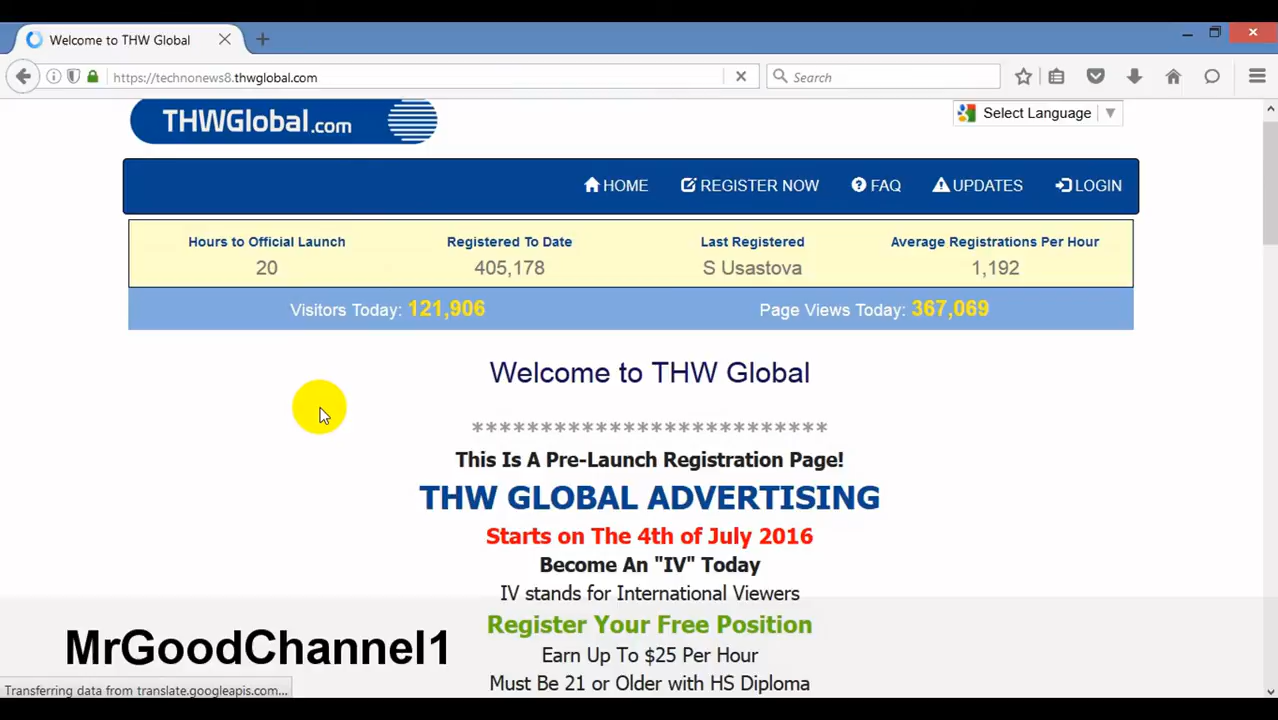 Welcome to THW Global
https://technonews8.thwglobal.com
Search
THWGlobal.com
Select Language
HOME
REGISTER NOW
FAQ
UPDATES
LOGIN
Hours to Official Launch
Registered To Date
Last Registered
Average Registrations Per Hour
20
405,178
S Usastova
1,192
Visitors Today: 121,906
Page Views Today: 367,069
Welcome to THW Global
**************************
This Is A Pre-Launch Registration Page!
THW GLOBAL ADVERTISING
Starts on The 4th of July 2016
Become An "IV" Today
IV stands for International Viewers
Register Your Free Position
Earn Up To $25 Per Hour
Must Be 21 or Older with HS Diploma
MrGoodChannel1
Transferring data from translate.googleapis.com...